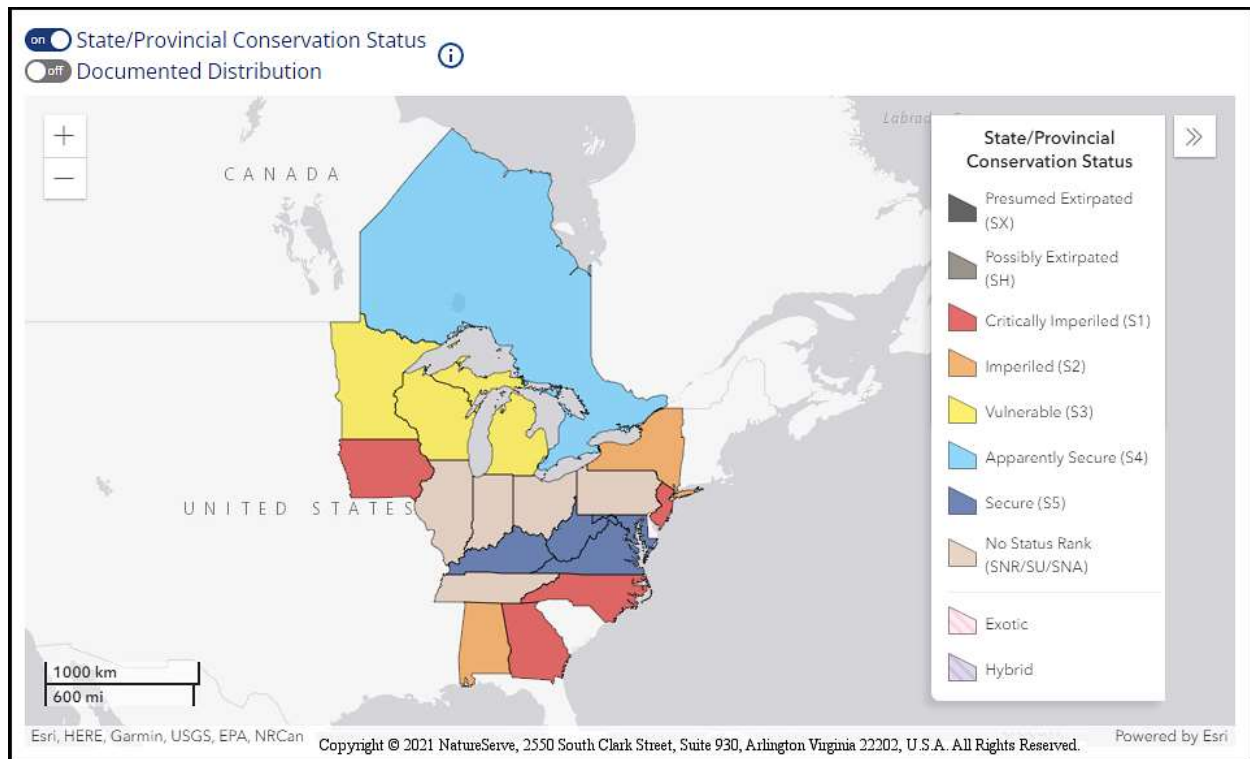 on State/Provincial Conservation Status
off Documented Distribution
i
+
−
CANADA
UNITED STATES
State/Provincial
Conservation Status
Presumed Extirpated
(SX)
Possibly Extirpated
(SH)
Critically Imperiled (S1)
Imperiled (S2)
Vulnerable (S3)
Apparently Secure (S4)
Secure (S5)
No Status Rank
(SNR/SU/SNA)
Exotic
Hybrid
1000 km
600 mi
Esri, HERE, Garmin, USGS, EPA, NRCan
Copyright © 2021 NatureServe, 2550 South Clark Street, Suite 930, Arlington Virginia 22202, U.S.A. All Rights Reserved.
Powered by Esri